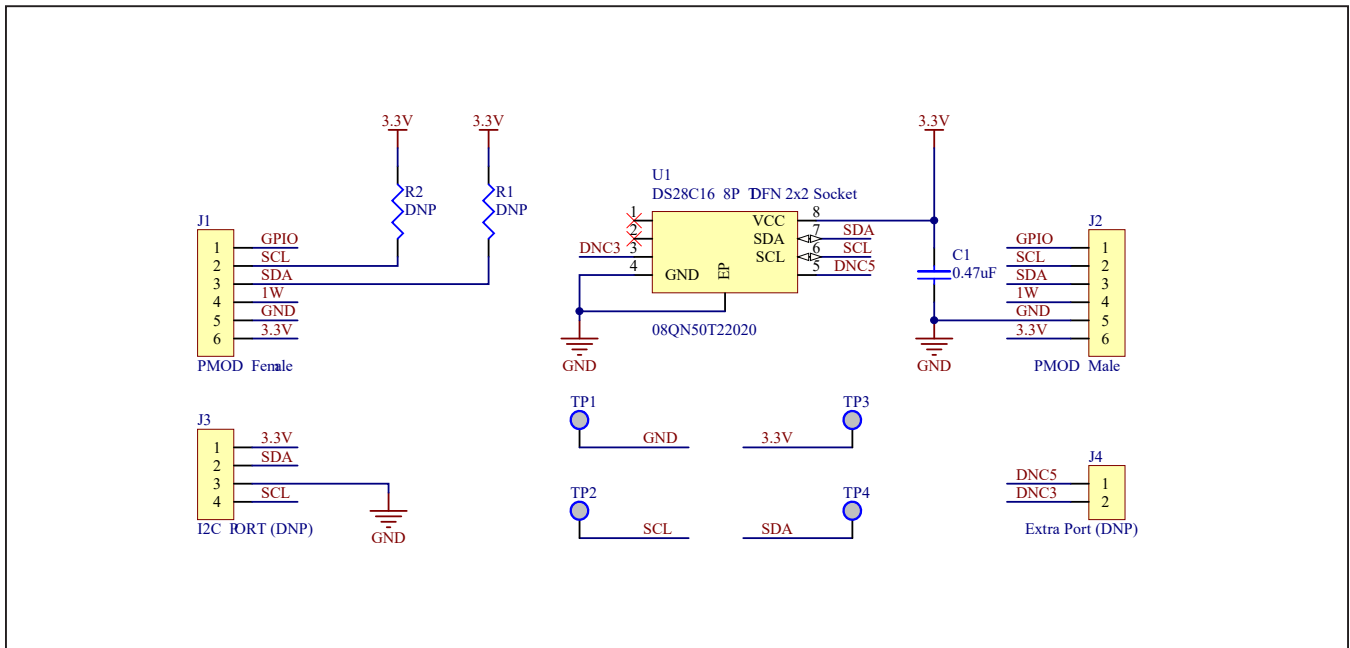 3.3V
3.3V
R2
DNP
R1
DNP
J1
1 GPIO
2 SCL
3 SDA
4 1W
5 GND
6 3.3V
PMOD Female
U1
DS28C16 8P TDFN 2x2 Socket
1
2
DNC3 3
4 GND
EP
VCC 8
SDA 7 SDA
SCL 6 SCL
5 DNC5
08QN50T22020
GND
3.3V
C1
0.47uF
GND
J2
GPIO 1
SCL 2
SDA 3
1W 4
GND 5
3.3V 6
PMOD Male
J3
1 3.3V
2 SDA
3
4 SCL
I2C PORT (DNP)
GND
TP1
GND
TP3
3.3V
TP2
SCL
TP4
SDA
J4
DNC5 1
DNC3 2
Extra Port (DNP)